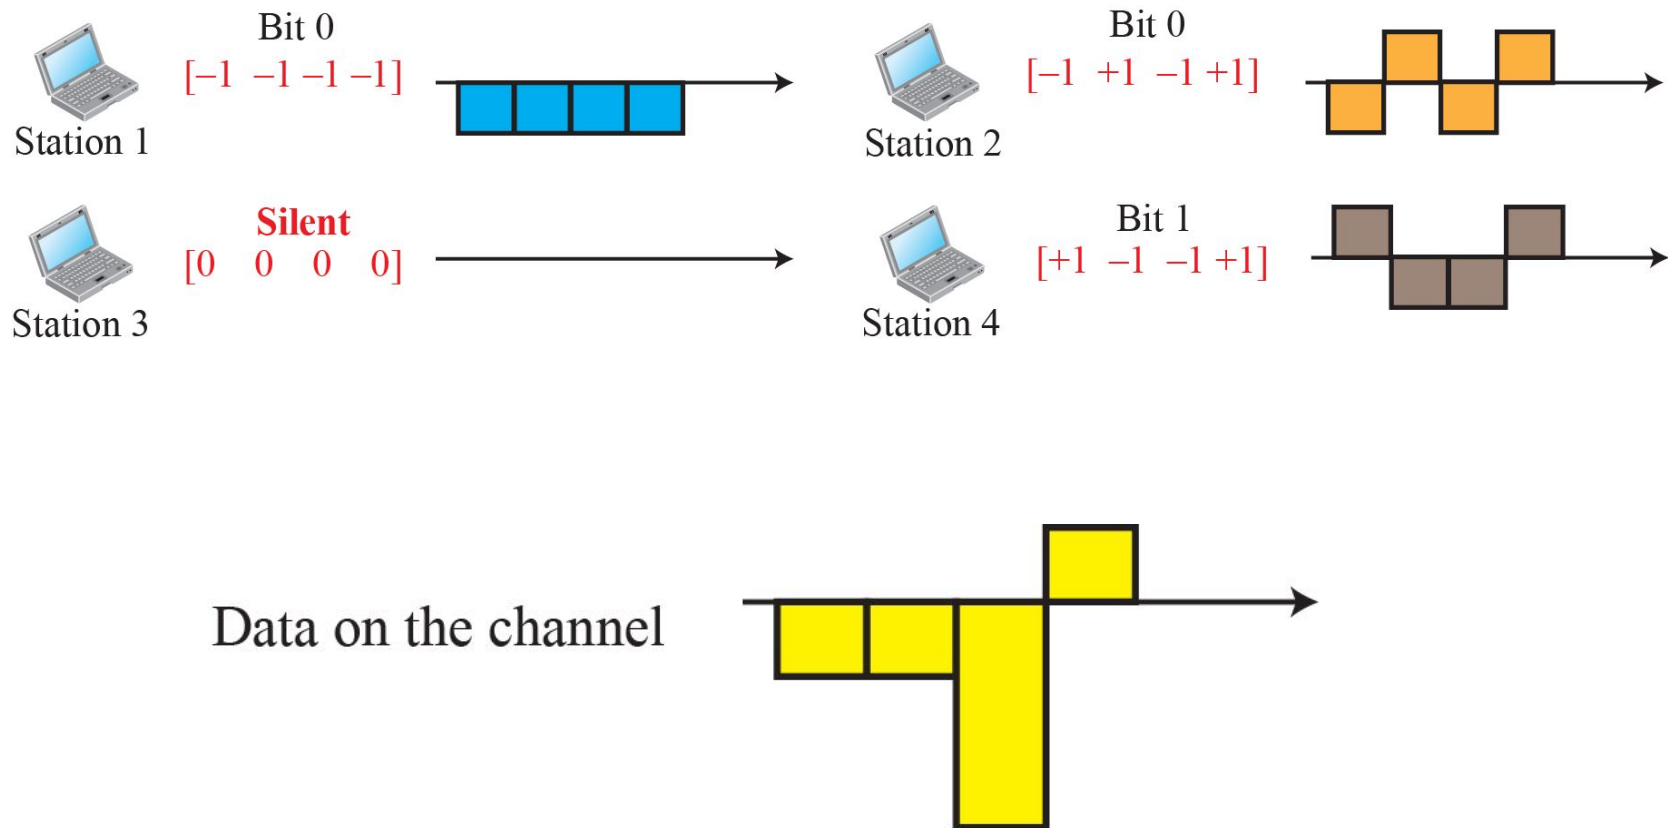 Bit 0
[–1 –1 –1 –1]
Station 1
Bit 0
[–1 +1 –1 +1]
Station 2
Silent
[0 0 0 0]
Station 3
Bit 1
[+1 –1 –1 +1]
Station 4
Data on the channel